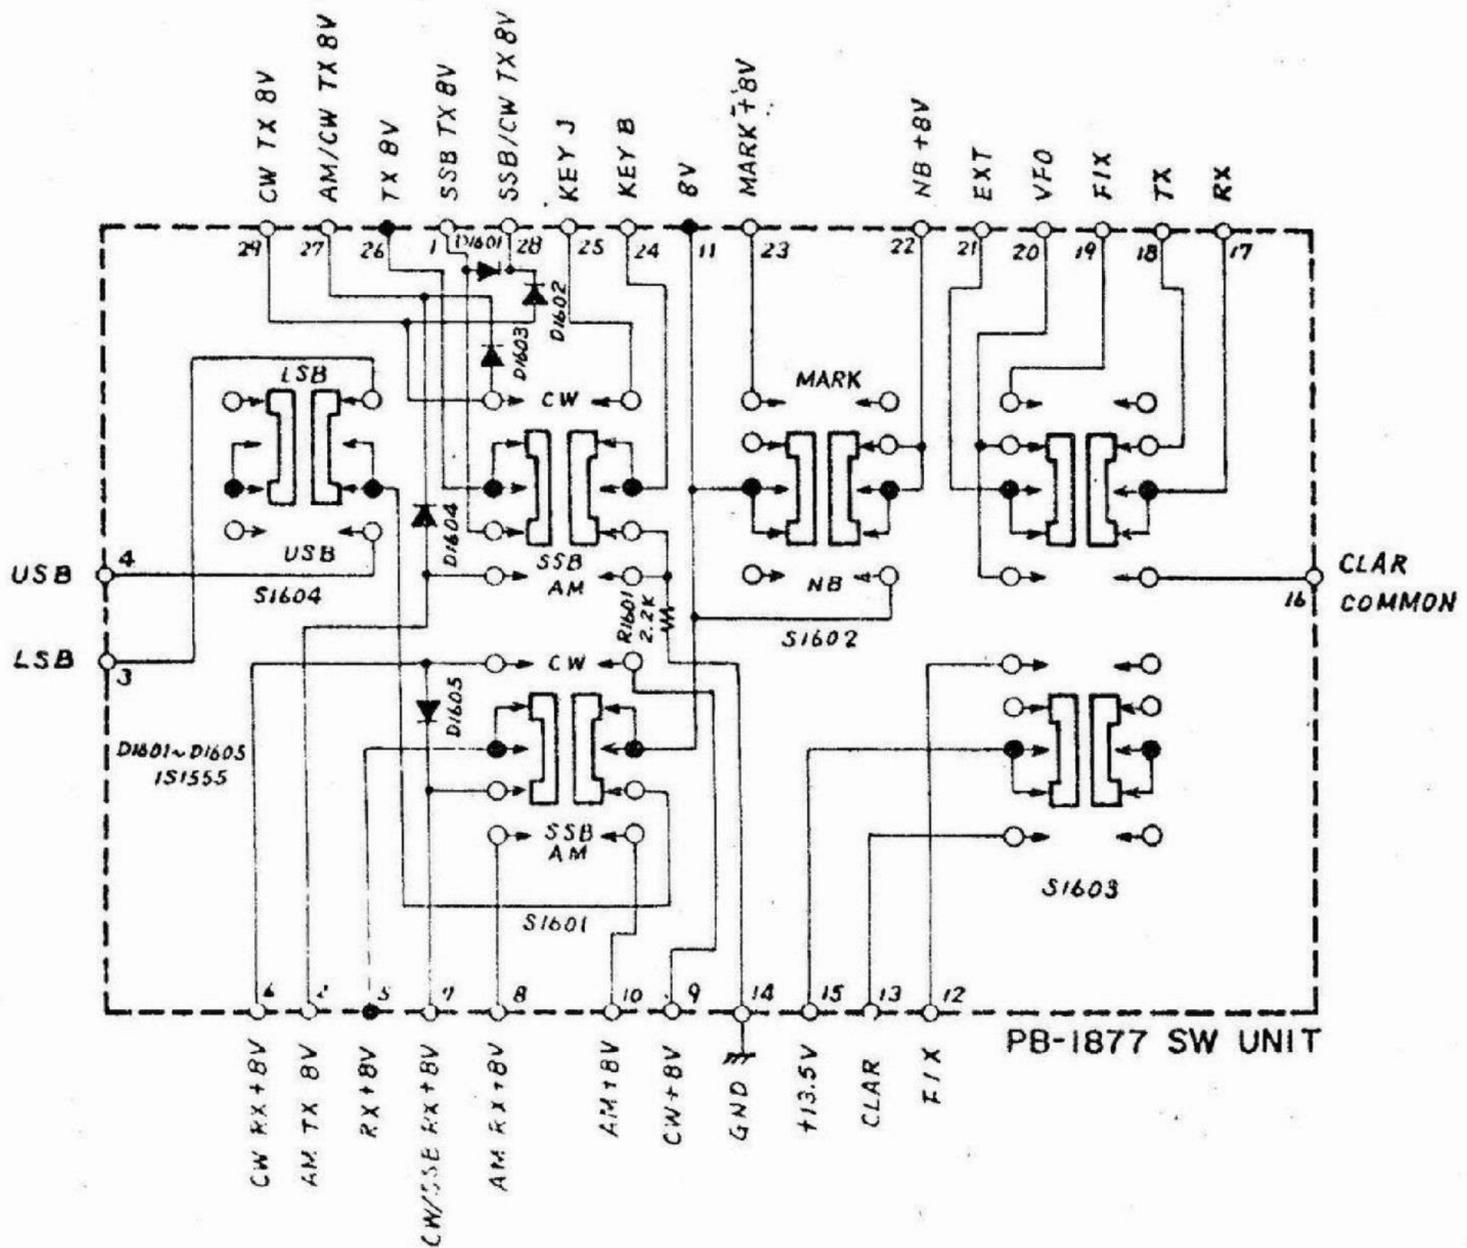 CW TX 8V
AM/CW TX 8V
TX 8V
SSB TX 8V
SSB/CW TX 8V
KEY J
KEY B
8V
MARK +8V
NB +8V
EXT
VFO
FIX
TX
RX
29
27
26
1
D1601
28
25
24
11
23
22
21
20
19
18
17
D1602
D1603
LSB
CW
MARK
D1604
USB
SSB
AM
NB
S1604
R1601
2.2K
S1602
USB
4
LSB
3
CLAR
COMMON
16
CW
D1605
D1601~D1605
1S1555
SSB
AM
S1601
S1603
2
5
7
8
10
9
14
15
13
12
PB-1877 SW UNIT
CW RX+8V
AM TX 8V
RX+8V
CW/SSB RX+8V
AM RX+8V
AM+8V
CW+8V
GND
+13.5V
CLAR
FIX